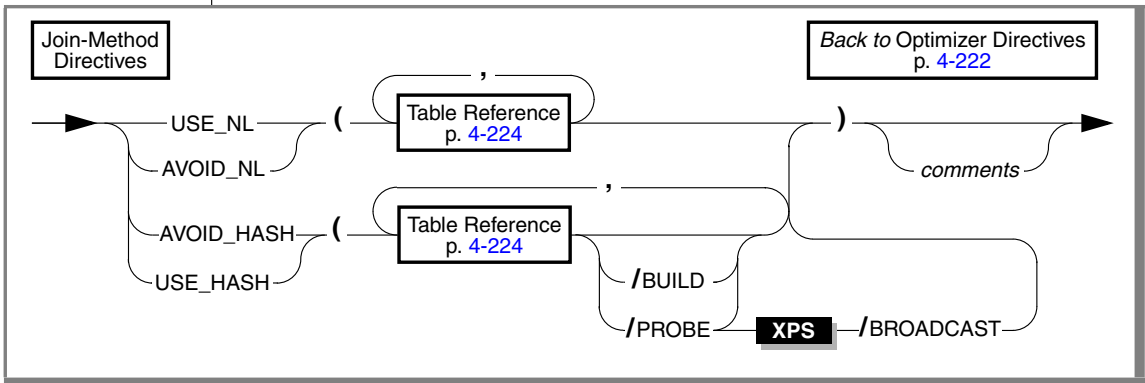 Join-Method
Directives
Back to Optimizer Directives
p. 4-222
,
USE_NL
(
Table Reference
p. 4-224
)
AVOID_NL
comments
,
AVOID_HASH
(
Table Reference
p. 4-224
USE_HASH
/BUILD
/PROBE
XPS
/BROADCAST